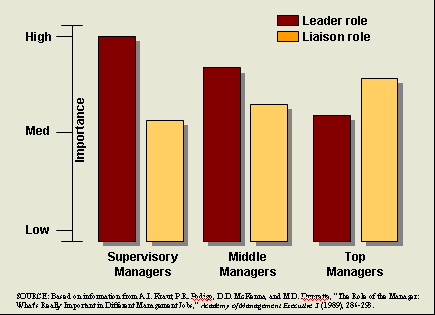 Leader role
Liaison role
High
Med
Low
Importance
Supervisory
Managers
Middle
Managers
Top
Managers
SOURCE: Based on information from A.I. Kraut, P.R. D.D. McKenna, and M.D. "The Role of the Manager:
What's Really Important in Different Management Jobs," Academy of Management Executive 3 (1989), 286-293.